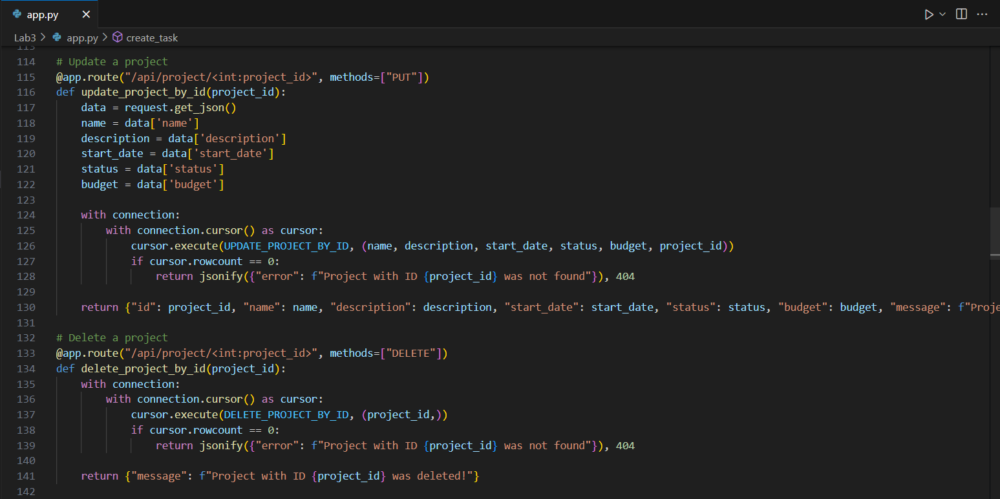 app.py
Lab3 > app.py > create_task
113
114 # Update a project
115 @app.route("/api/project/<int:project_id>", methods=["PUT"])
116 def update_project_by_id(project_id):
117     data = request.get_json()
118     name = data['name']
119     description = data['description']
120     start_date = data['start_date']
121     status = data['status']
122     budget = data['budget']
123
124     with connection:
125         with connection.cursor() as cursor:
126             cursor.execute(UPDATE_PROJECT_BY_ID, (name, description, start_date, status, budget, project_id))
127             if cursor.rowcount == 0:
128                 return jsonify({"error": f"Project with ID {project_id} was not found"}), 404
129
130     return {"id": project_id, "name": name, "description": description, "start_date": start_date, "status": status, "budget": budget, "message": f"Proje
131
132 # Delete a project
133 @app.route("/api/project/<int:project_id>", methods=["DELETE"])
134 def delete_project_by_id(project_id):
135     with connection:
136         with connection.cursor() as cursor:
137             cursor.execute(DELETE_PROJECT_BY_ID, (project_id,))
138             if cursor.rowcount == 0:
139                 return jsonify({"error": f"Project with ID {project_id} was not found"}), 404
140
141     return {"message": f"Project with ID {project_id} was deleted!"}
142